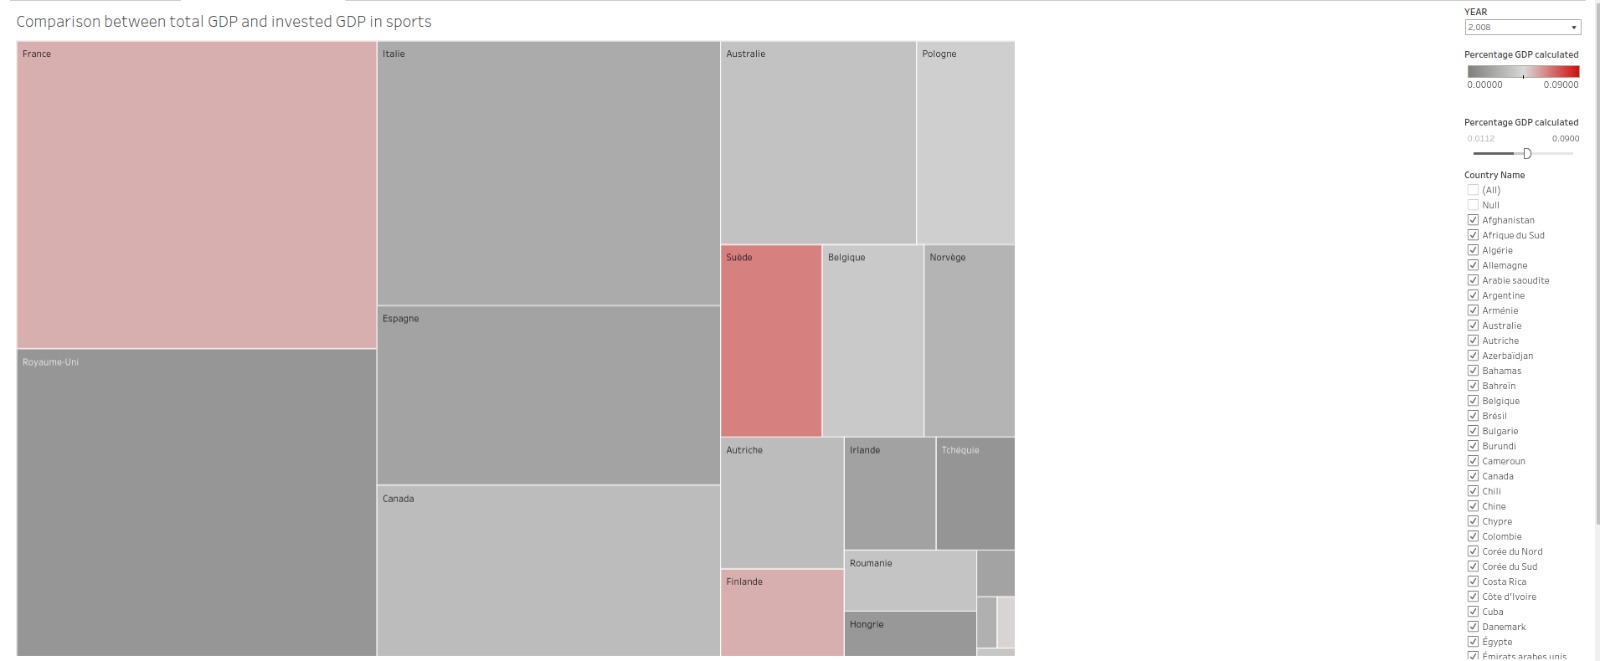 Comparison between total GDP and invested GDP in sports
France
Italie
Australie
Pologne
Suède
Belgique
Norvège
Espagne
Royaume-Uni
Canada
Autriche
Irlande
Tchéquie
Roumanie
Finlande
Hongrie
YEAR
2,008
Percentage GDP calculated
0.00000 0.09000
Percentage GDP calculated
0.0112 0.0900
Country Name
(All)
Null
Afghanistan
Afrique du Sud
Algérie
Allemagne
Arabie saoudite
Argentine
Arménie
Australie
Autriche
Azerbaïdjan
Bahamas
Bahreïn
Belgique
Brésil
Bulgarie
Burundi
Cameroun
Canada
Chili
Chine
Chypre
Colombie
Corée du Nord
Corée du Sud
Costa Rica
Côte d'Ivoire
Cuba
Danemark
Égypte
Émirats arabes unis